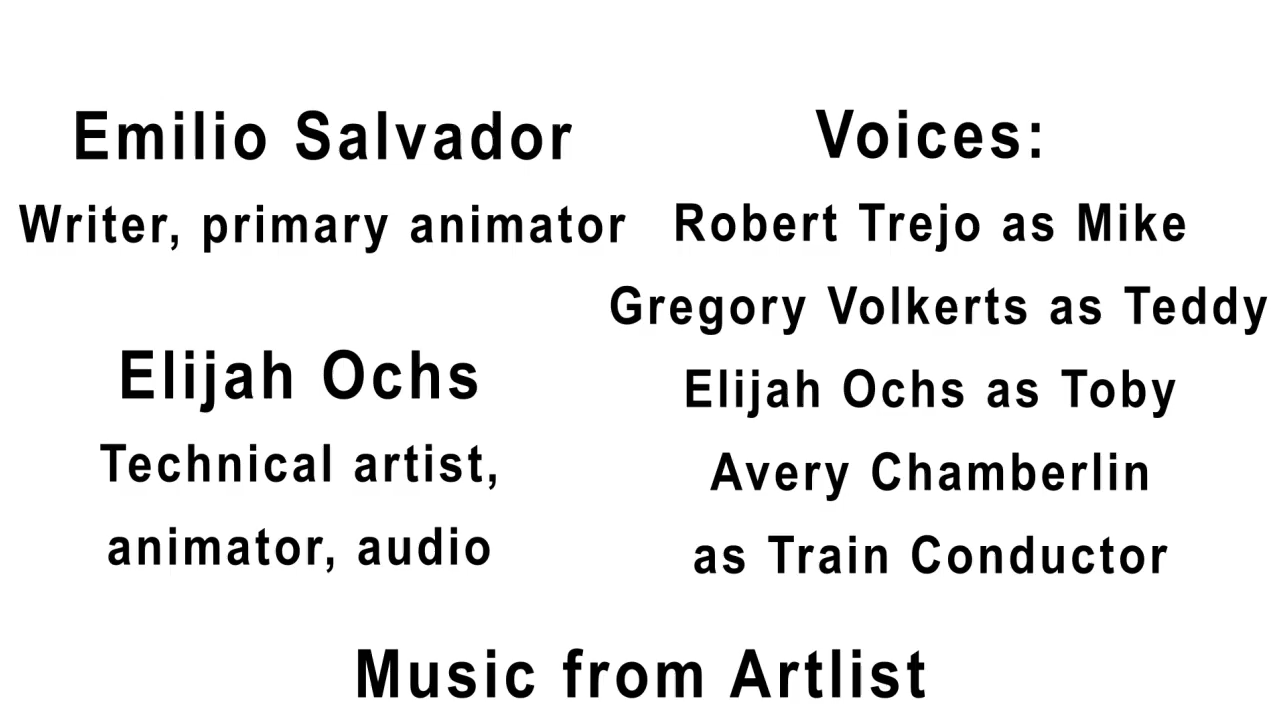 Emilio Salvador
Writer, primary animator
Elijah Ochs
Technical artist,
animator, audio
Voices:
Robert Trejo as Mike
Gregory Volkerts as Teddy
Elijah Ochs as Toby
Avery Chamberlin
as Train Conductor
Music from Artlist